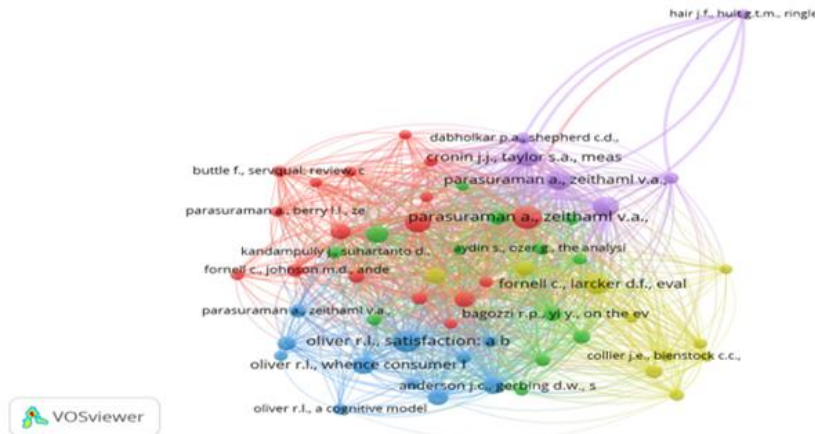 hair j.f., hult g.t.m., ringle
dabholkar p.a., shepherd c.d.,
cronin j.j., taylor s.a., meas
buttle f., servqual: review, c
parasuraman a., zeithaml v.a.,
parasuraman a., berry l.l., ze
parasuraman a., zeithaml v.a.,
kandampully j., suhartanto d.,
aydin s., ozer g., the analysi
fornell c., johnson m.d., ande
fornell c., larcker d.f., eval
parasuraman a., zeithaml v.a.,
bagozzi r.p., yi y., on the ev
oliver r.l., satisfaction: a b
collier j.e., bienstock c.c.,
oliver r.l., whence consumer l
anderson j.c., gerbing d.w., s
oliver r.l., a cognitive model
VOSviewer